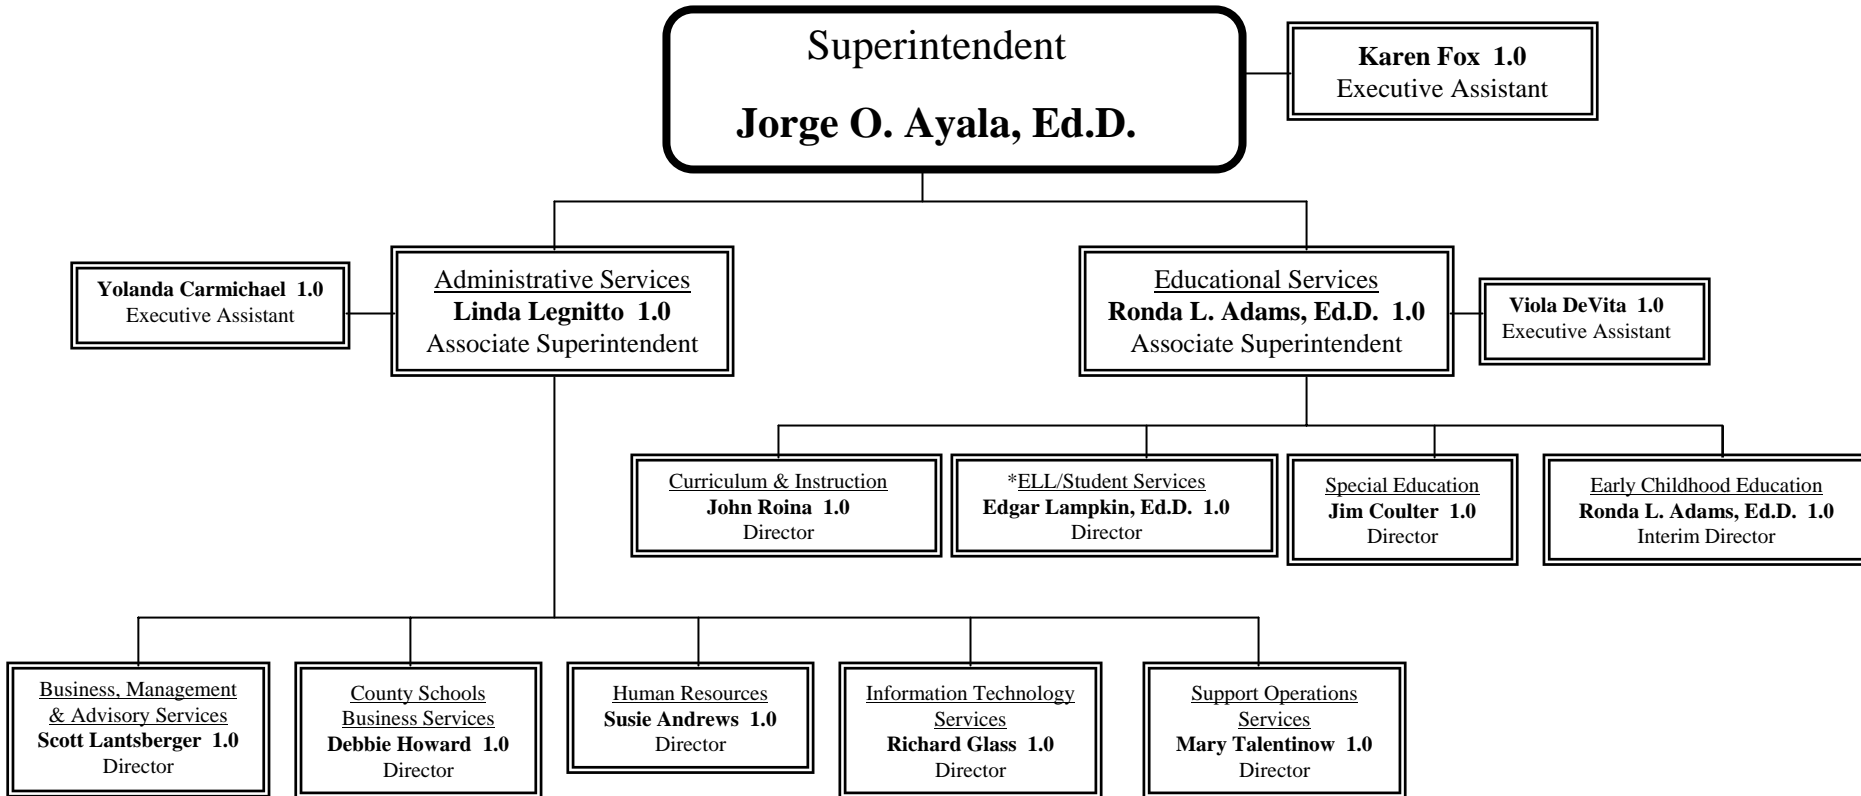 Superintendent
Jorge O. Ayala, Ed.D.
Karen Fox 1.0
Executive Assistant
Yolanda Carmichael 1.0
Executive Assistant
Administrative Services
Linda Legnitto 1.0
Associate Superintendent
Educational Services
Ronda L. Adams, Ed.D. 1.0
Associate Superintendent
Viola DeVita 1.0
Executive Assistant
Curriculum & Instruction
John Roina 1.0
Director
*ELL/Student Services
Edgar Lampkin, Ed.D. 1.0
Director
Special Education
Jim Coulter 1.0
Director
Early Childhood Education
Ronda L. Adams, Ed.D. 1.0
Interim Director
Business, Management
& Advisory Services
Scott Lantsberger 1.0
Director
County Schools
Business Services
Debbie Howard 1.0
Director
Human Resources
Susie Andrews 1.0
Director
Information Technology
Services
Richard Glass 1.0
Director
Support Operations
Services
Mary Talentinow 1.0
Director